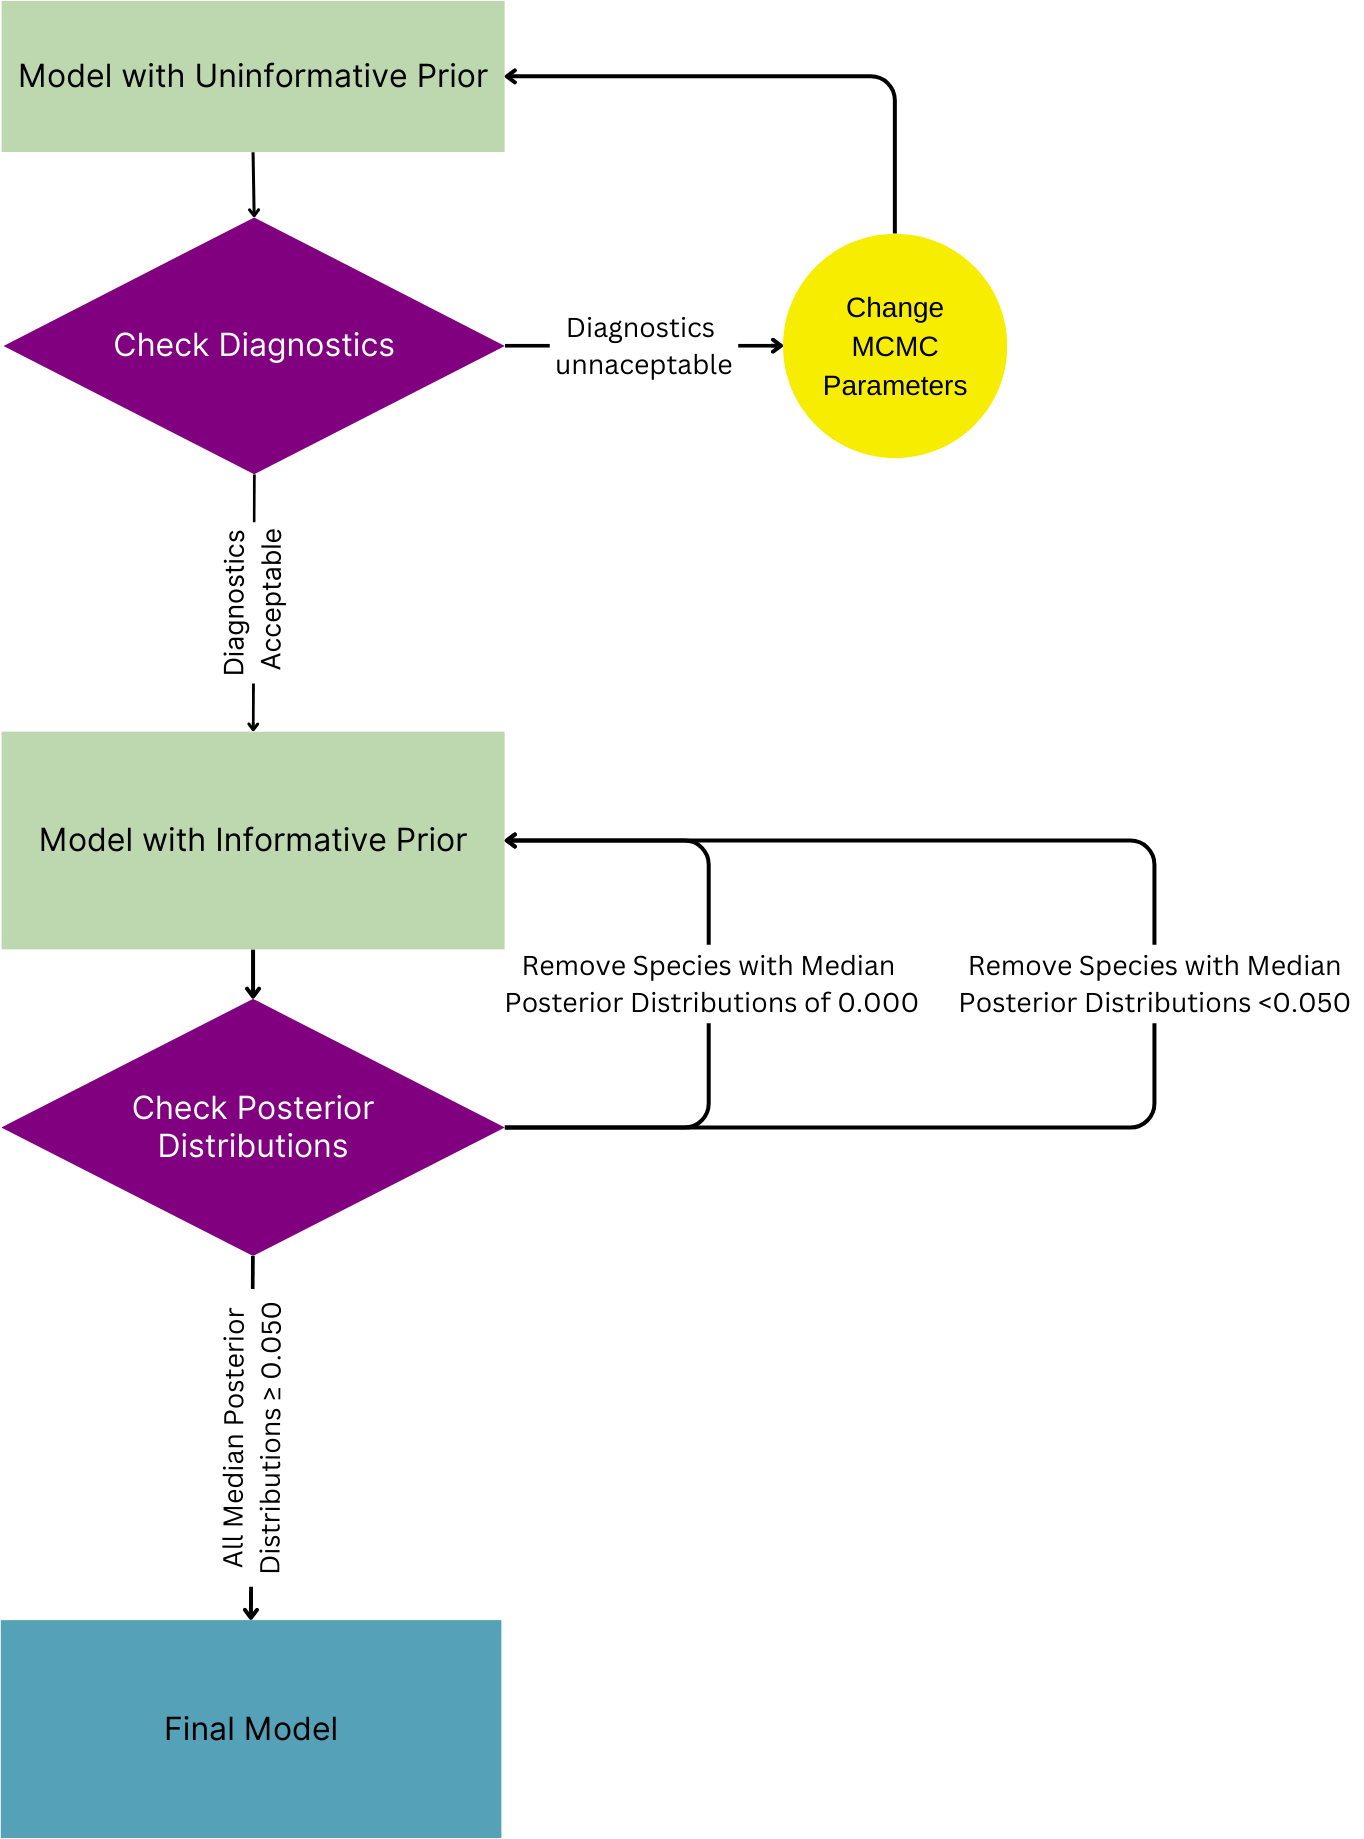 Model with Uninformative Prior
Check Diagnostics
Diagnostics
unnaceptable
Change
MCMC
Parameters
Diagnostics
Acceptable
Model with Informative Prior
Remove Species with Median
Posterior Distributions of 0.000
Remove Species with Median
Posterior Distributions <0.050
Check Posterior
Distributions
All Median Posterior
Distributions ≥ 0.050
Final Model